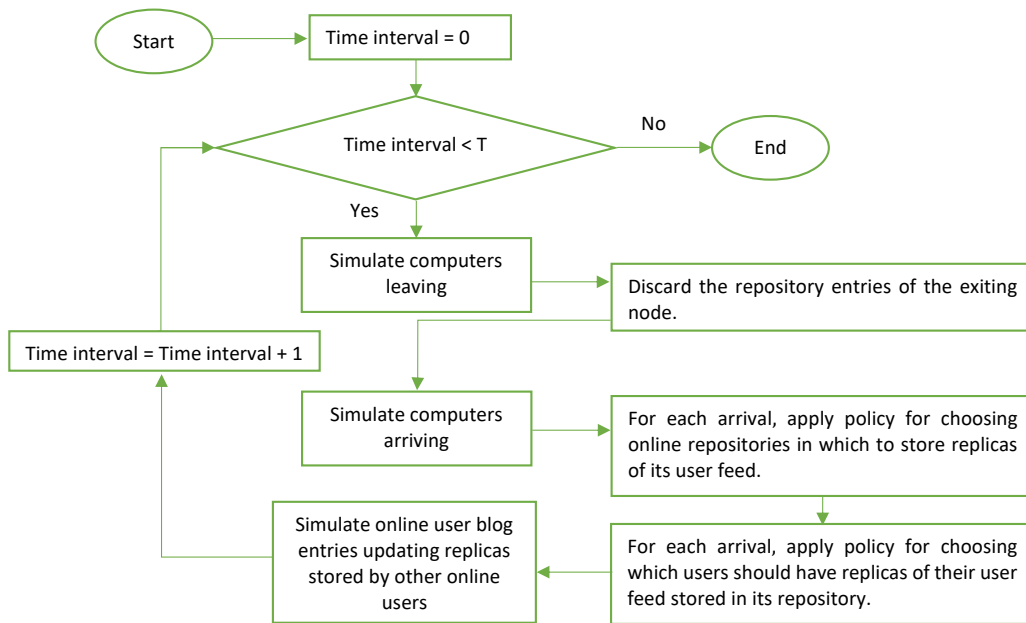 Start
Time interval = 0
Time interval < T
No
End
Yes
Simulate computers
leaving
Discard the repository entries of the exiting
node.
Time interval = Time interval + 1
Simulate computers
arriving
For each arrival, apply policy for choosing
online repositories in which to store replicas
of its user feed.
Simulate online user blog
entries updating replicas
stored by other online
users
For each arrival, apply policy for choosing
which users should have replicas of their user
feed stored in its repository.